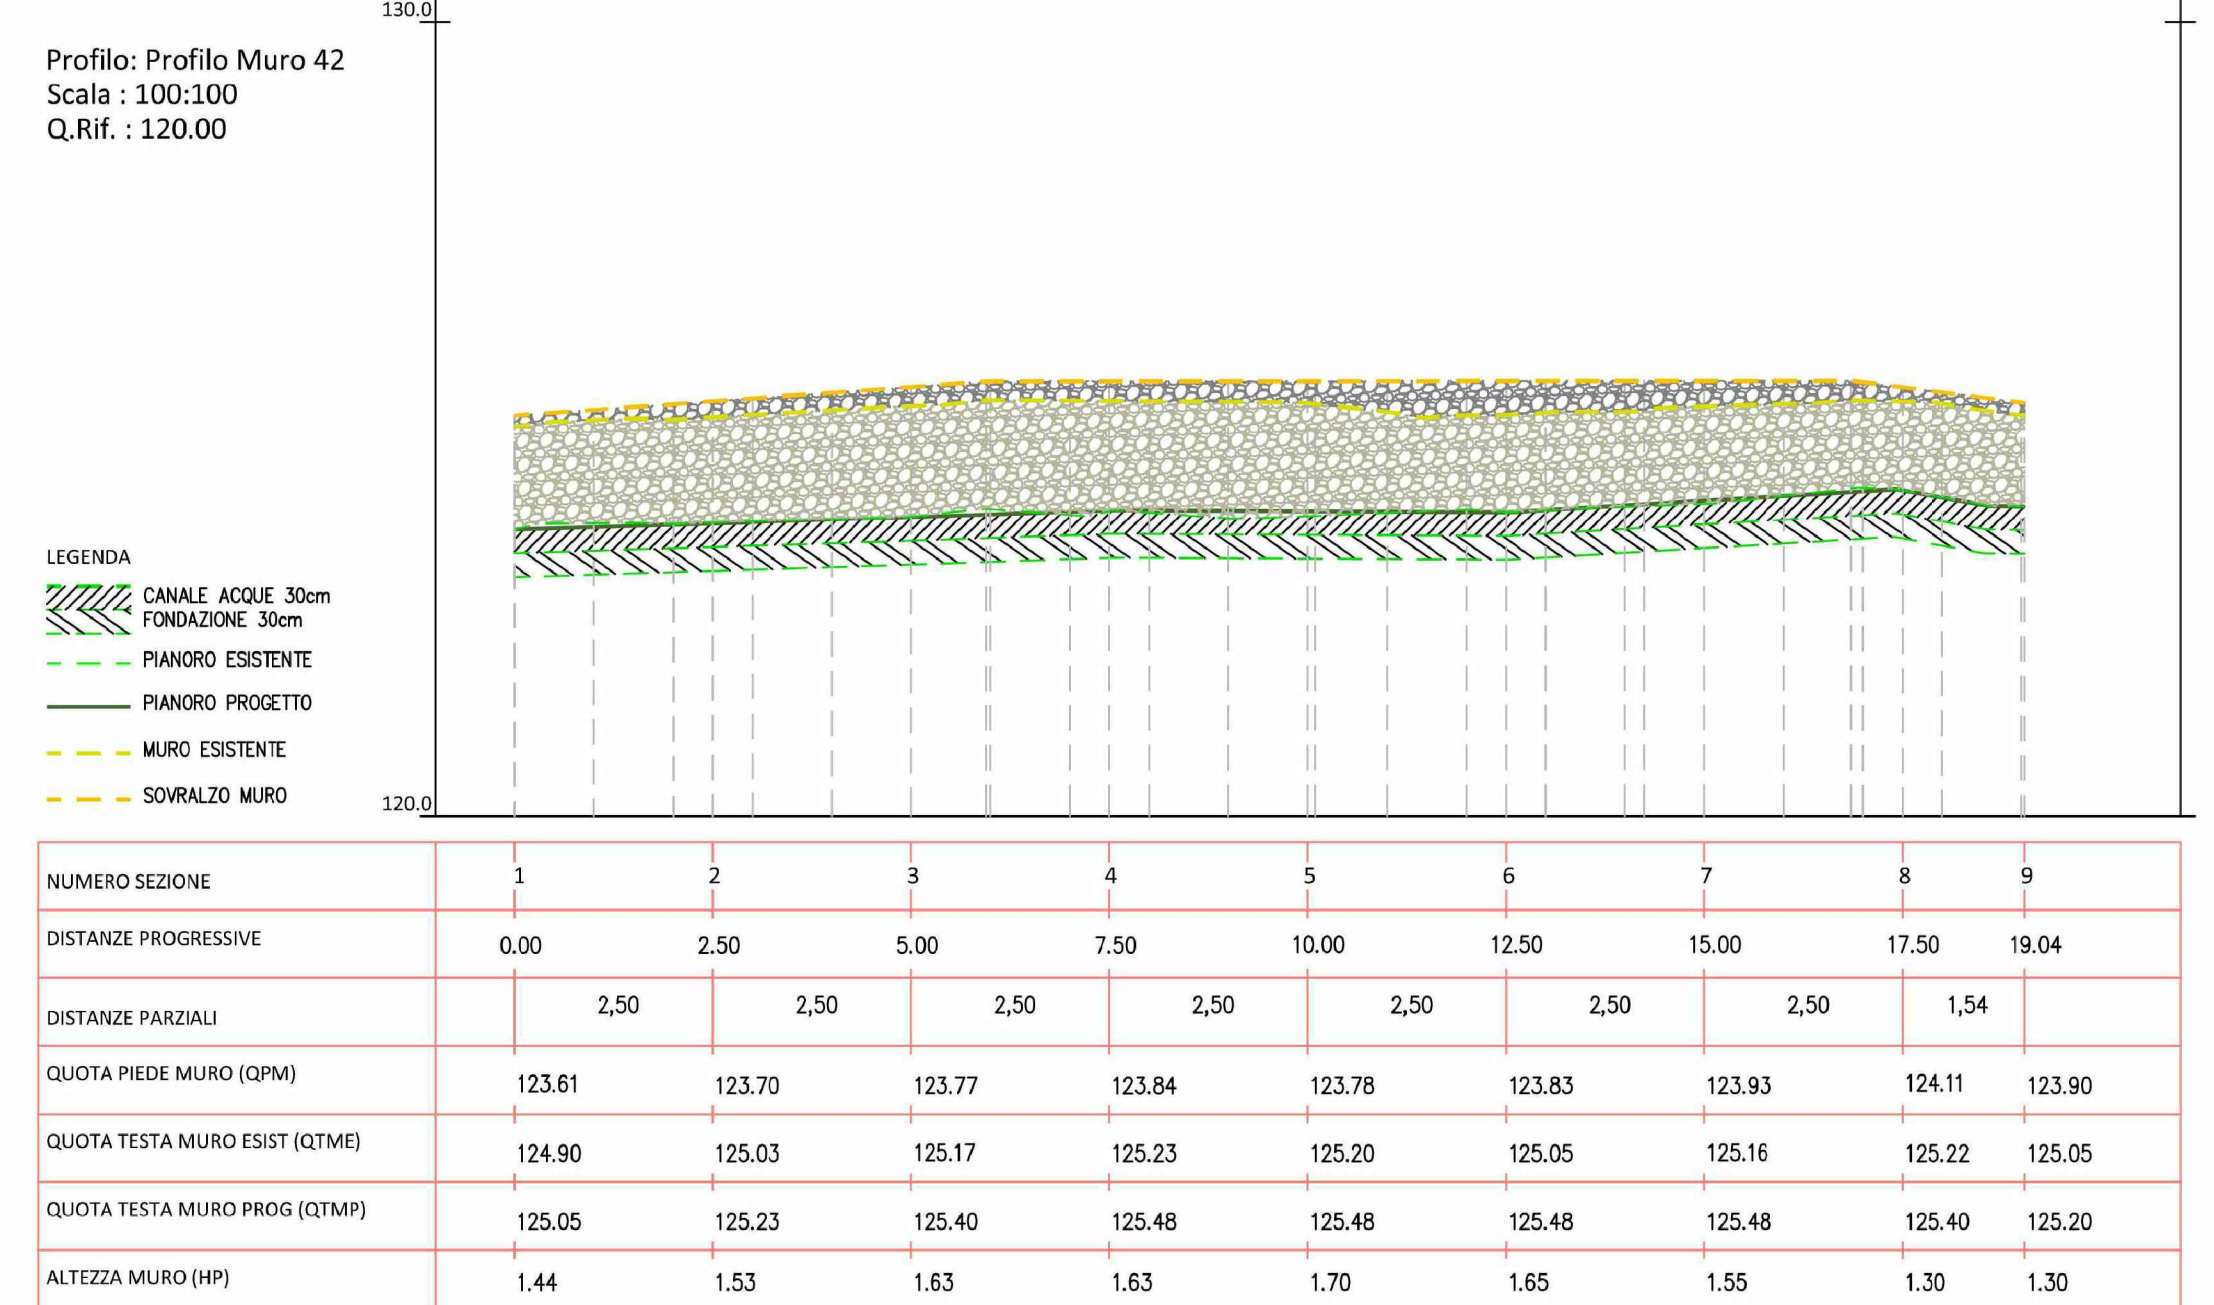 130.0
Profilo: Profilo Muro 42
Scala : 100:100
Q.Rif. : 120.00
LEGENDA
CANALE ACQUE 30cm
FONDAZIONE 30cm
PIANORO ESISTENTE
PIANORO PROGETTO
MURO ESISTENTE
SOVRALZO MURO
120.0
NUMERO SEZIONE 1 2 3 4 5 6 7 8 9
DISTANZE PROGRESSIVE 0.00 2.50 5.00 7.50 10.00 12.50 15.00 17.50 19.04
DISTANZE PARZIALI 2,50 2,50 2,50 2,50 2,50 2,50 2,50 1,54
QUOTA PIEDE MURO (QPM) 123.61 123.70 123.77 123.84 123.78 123.83 123.93 124.11 123.90
QUOTA TESTA MURO ESIST (QTME) 124.90 125.03 125.17 125.23 125.20 125.05 125.16 125.22 125.05
QUOTA TESTA MURO PROG (QTMP) 125.05 125.23 125.40 125.48 125.48 125.48 125.48 125.40 125.20
ALTEZZA MURO (HP) 1.44 1.53 1.63 1.63 1.70 1.65 1.55 1.30 1.30